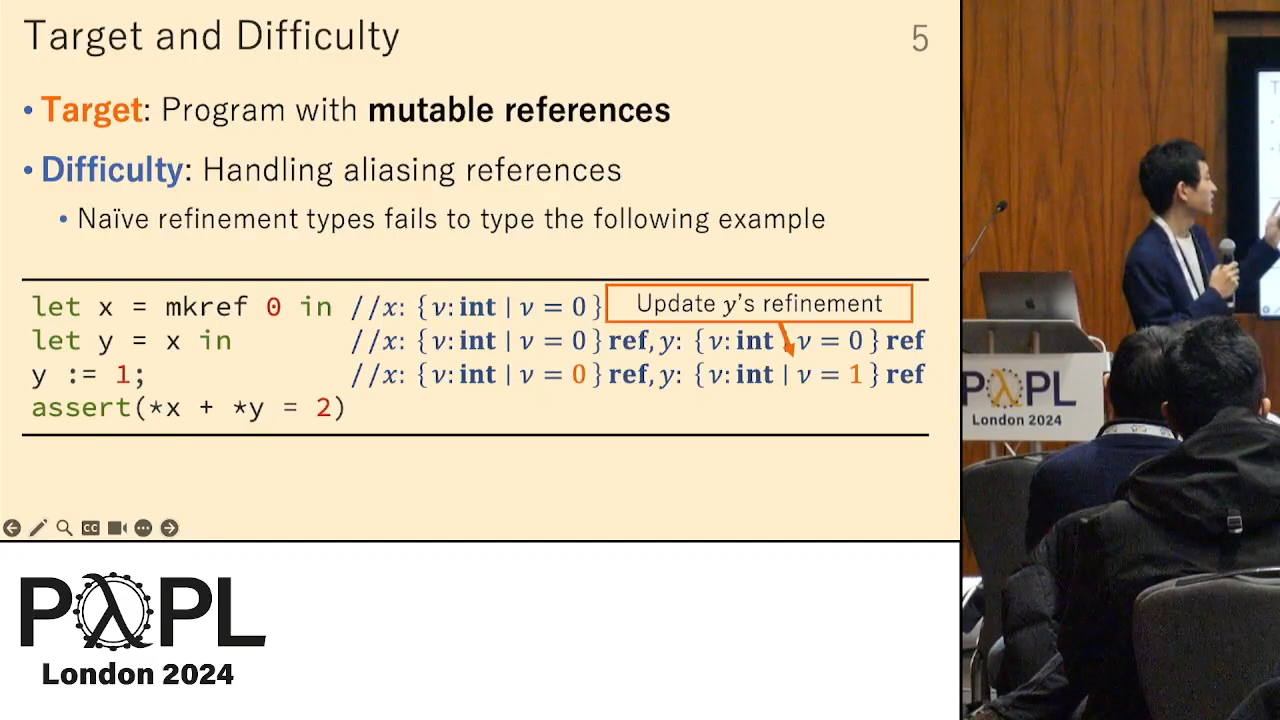 Target and Difficulty
5
• Target: Program with mutable references
• Difficulty: Handling aliasing references
• Naïve refinement types fails to type the following example
let x = mkref 0 in //x: {ν: int | ν = 0}
Update y's refinement
let y = x in //x: {ν: int | ν = 0} ref, y: {ν: int | ν = 0} ref
y := 1; //x: {ν: int | ν = 0} ref, y: {ν: int | ν = 1} ref
assert(*x + *y = 2)
CC
PλPL
London 2024
PλPL
London 2024